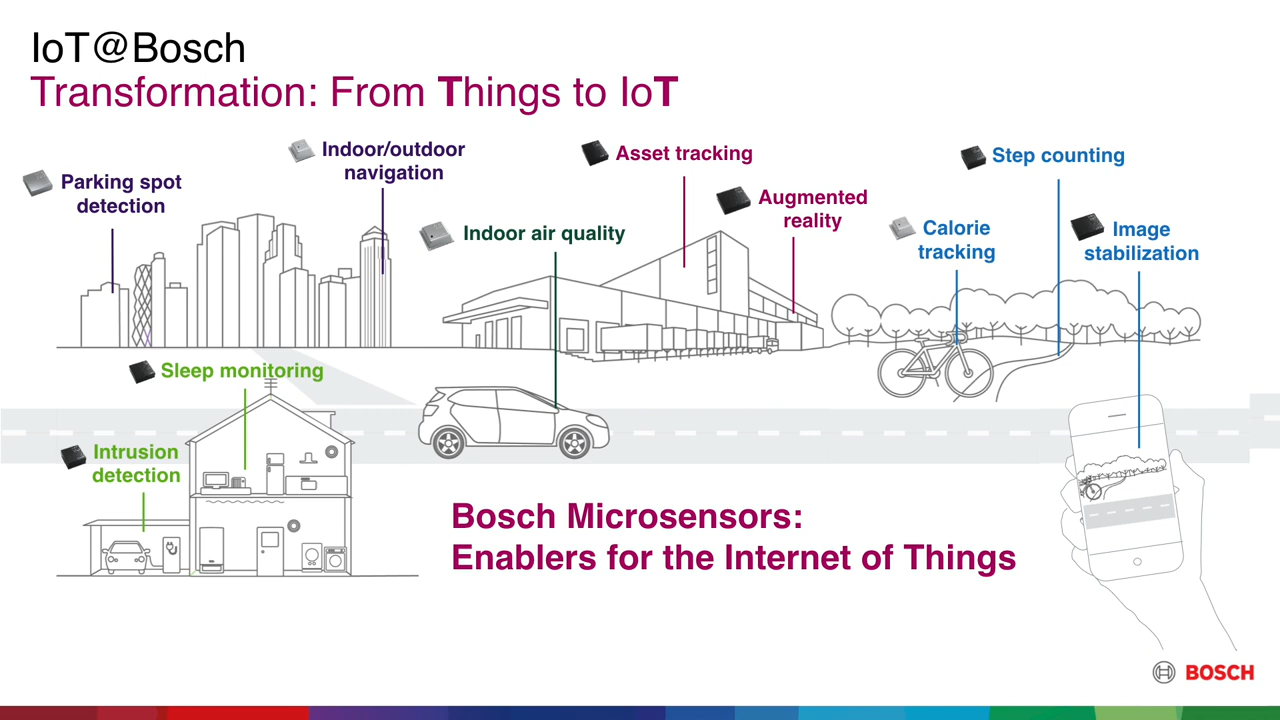 IoT@Bosch
Transformation: From Things to IoT
Indoor/outdoor
navigation
Asset tracking
Step counting
Parking spot
detection
Augmented
reality
Indoor air quality
Calorie
tracking
Image
stabilization
Sleep monitoring
Intrusion
detection
Bosch Microsensors:
Enablers for the Internet of Things
BOSCH